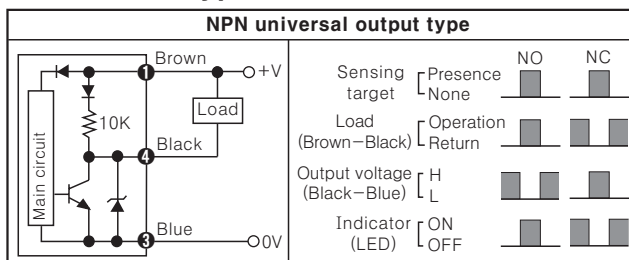 NPN universal output type
Brown
+V
Load
10K
Black
Main circuit
Blue
0V
1
4
3
NO NC
Sensing target Presence None
Load (Brown−Black) Operation Return
Output voltage (Black−Blue) H L
Indicator (LED) ON OFF